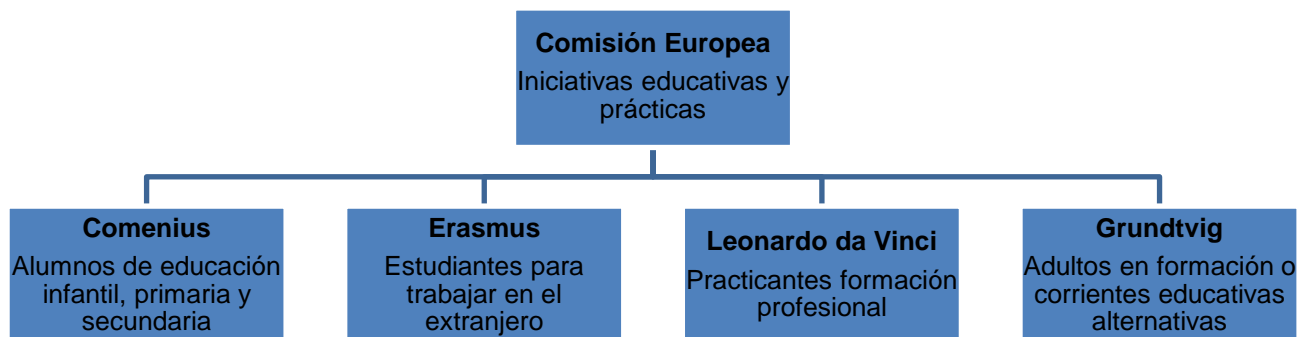 Comisión Europea
Iniciativas educativas y
prácticas
Comenius
Alumnos de educación
infantil, primaria y
secundaria
Erasmus
Estudiantes para
trabajar en el
extranjero
Leonardo da Vinci
Practicantes formación
profesional
Grundtvig
Adultos en formación o
corrientes educativas
alternativas